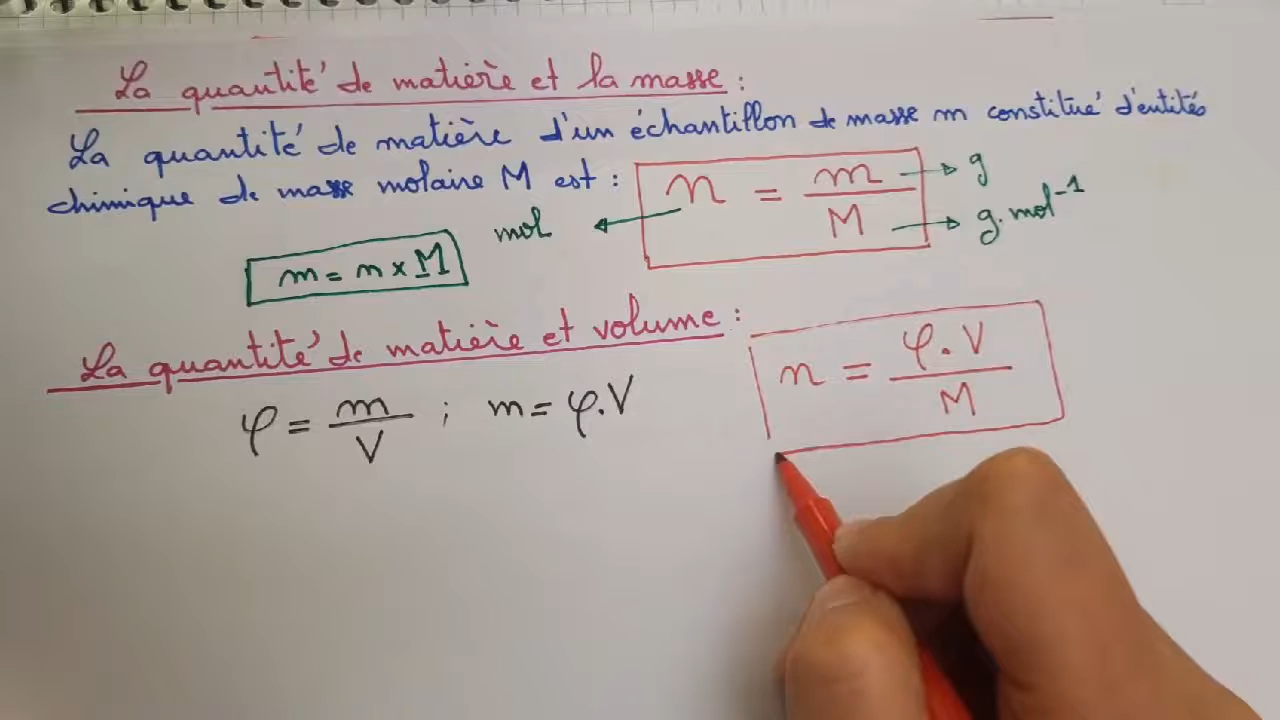 La quantité de matière et la masse :
La quantité de matière d'un échantillon de masse m constitué d'entités
chimique de masse molaire M est : n = m/M → g
mol ← → g.mol⁻¹
m = n × M
La quantité de matière et volume :
φ = m/V ; m = φ.V
n = φ.V/M